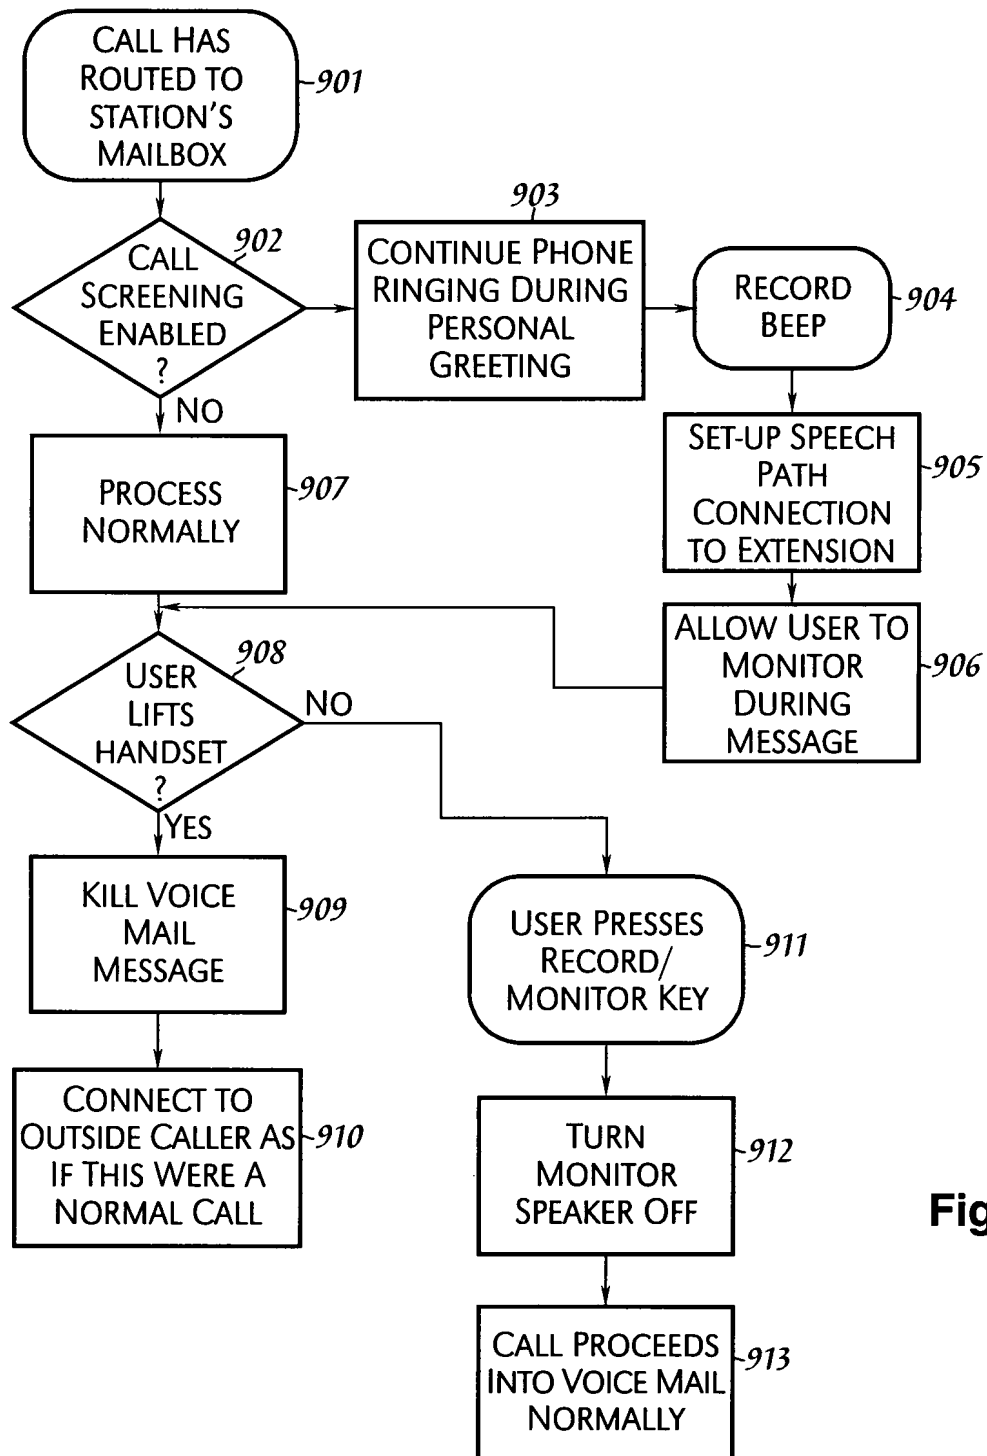 CALL HAS
ROUTED TO
STATION'S
MAILBOX
901
CALL
SCREENING
ENABLED
?
902
NO
903
CONTINUE PHONE
RINGING DURING
PERSONAL
GREETING
RECORD
BEEP
904
SET-UP SPEECH
PATH
CONNECTION
TO EXTENSION
905
ALLOW USER TO
MONITOR
DURING
MESSAGE
906
PROCESS
NORMALLY
907
USER
LIFTS
HANDSET
?
908
NO
YES
KILL VOICE
MAIL
MESSAGE
909
CONNECT TO
OUTSIDE CALLER AS
IF THIS WERE A
NORMAL CALL
910
USER PRESSES
RECORD/
MONITOR KEY
911
TURN
MONITOR
SPEAKER OFF
912
CALL PROCEEDS
INTO VOICE MAIL
NORMALLY
913
Fig